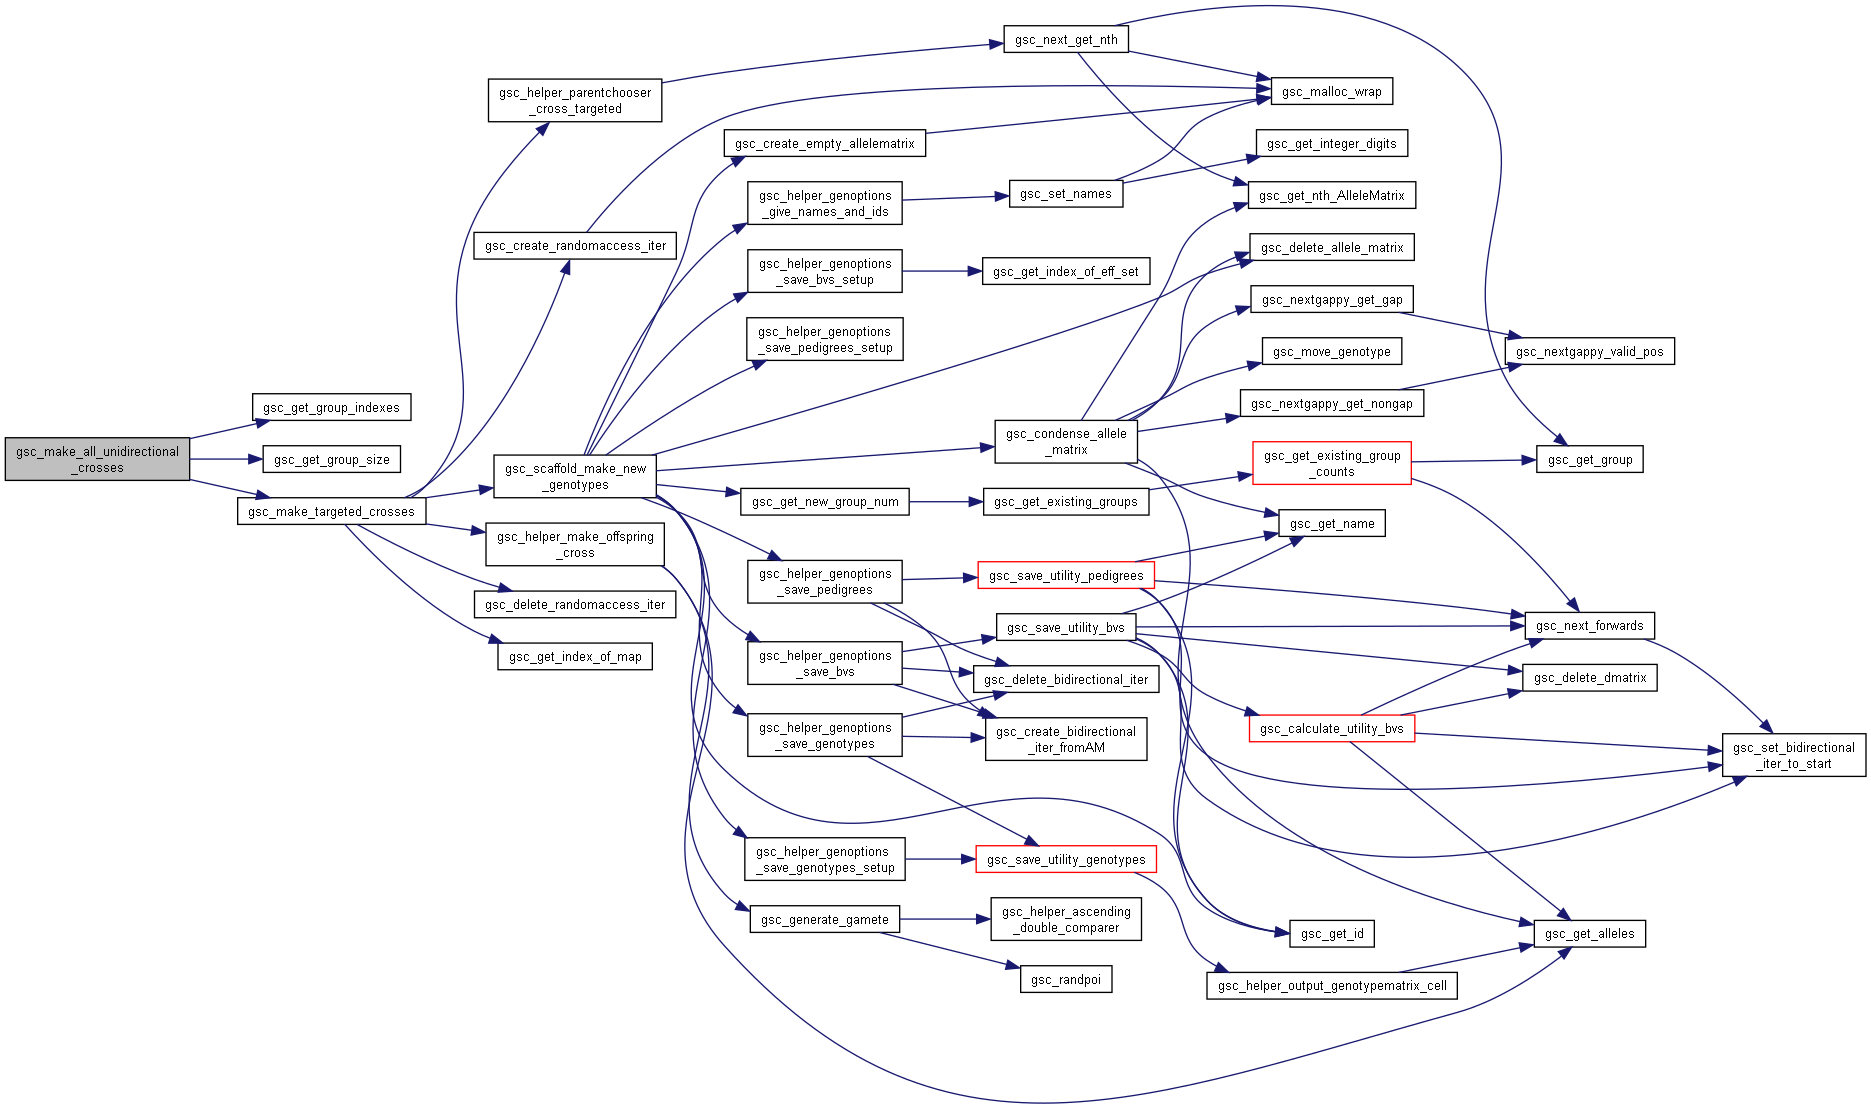 gsc_make_all_unidirectional
_crosses
gsc_get_group_indexes
gsc_get_group_size
gsc_make_targeted_crosses
gsc_helper_parentchooser
_cross_targeted
gsc_create_randomaccess_iter
gsc_scaffold_make_new
_genotypes
gsc_helper_make_offspring
_cross
gsc_delete_randomaccess_iter
gsc_get_index_of_map
gsc_create_empty_allelematrix
gsc_helper_genoptions
_give_names_and_ids
gsc_helper_genoptions
_save_bvs_setup
gsc_helper_genoptions
_save_pedigrees_setup
gsc_get_new_group_num
gsc_helper_genoptions
_save_pedigrees
gsc_helper_genoptions
_save_bvs
gsc_helper_genoptions
_save_genotypes
gsc_helper_genoptions
_save_genotypes_setup
gsc_generate_gamete
gsc_next_get_nth
gsc_set_names
gsc_get_index_of_eff_set
gsc_condense_allele
_matrix
gsc_get_existing_groups
gsc_save_utility_pedigrees
gsc_save_utility_bvs
gsc_delete_bidirectional_iter
gsc_create_bidirectional
_iter_fromAM
gsc_save_utility_genotypes
gsc_helper_ascending
_double_comparer
gsc_randpoi
gsc_malloc_wrap
gsc_get_integer_digits
gsc_get_nth_AlleleMatrix
gsc_delete_allele_matrix
gsc_nextgappy_get_gap
gsc_move_genotype
gsc_nextgappy_get_nongap
gsc_get_existing_group
_counts
gsc_get_name
gsc_calculate_utility_bvs
gsc_get_id
gsc_helper_output_genotypematrix_cell
gsc_nextgappy_valid_pos
gsc_get_group
gsc_next_forwards
gsc_delete_dmatrix
gsc_get_alleles
gsc_set_bidirectional
_iter_to_start